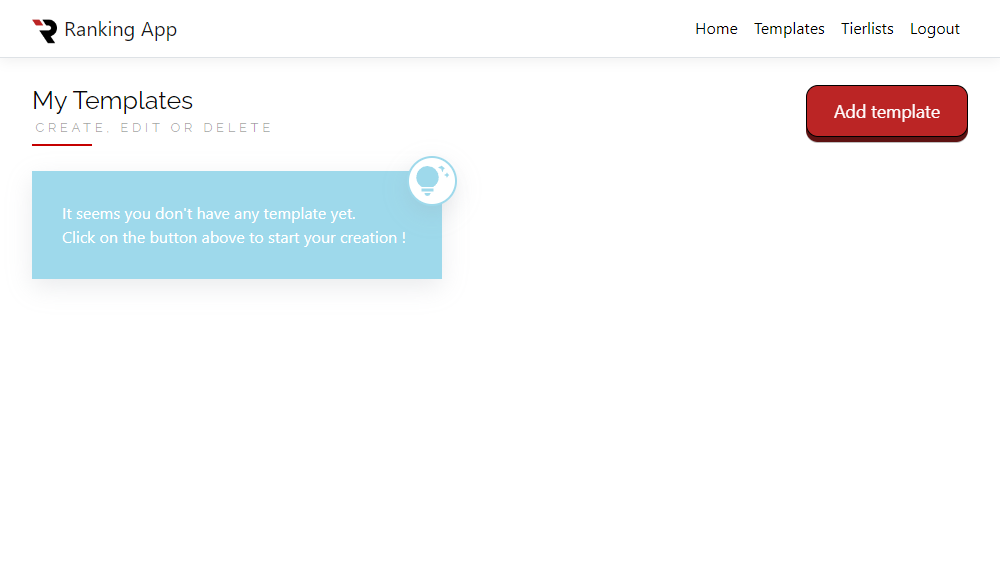 Ranking App
Home Templates Tierlists Logout
My Templates
CREATE, EDIT OR DELETE
Add template
It seems you don't have any template yet.
Click on the button above to start your creation !